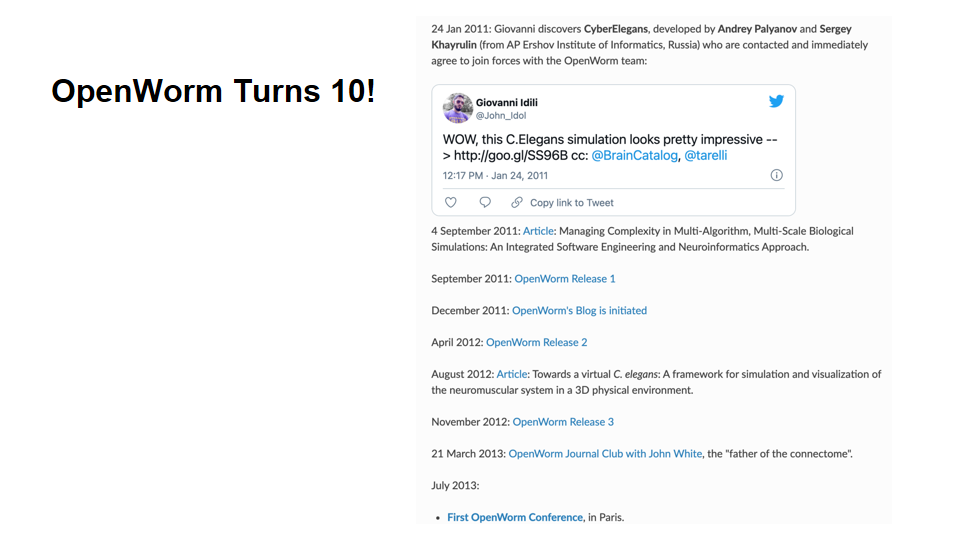 OpenWorm Turns 10!
24 Jan 2011: Giovanni discovers CyberElegans, developed by Andrey Palyanov and Sergey
Khayrulin (from AP Ershov Institute of Informatics, Russia) who are contacted and immediately
agree to join forces with the OpenWorm team:
Giovanni Idili
@John_Idol
WOW, this C.Elegans simulation looks pretty impressive --
> http://goo.gl/SS96B cc: @BrainCatalog, @tarelli
12:17 PM · Jan 24, 2011
Copy link to Tweet
4 September 2011: Article: Managing Complexity in Multi-Algorithm, Multi-Scale Biological
Simulations: An Integrated Software Engineering and Neuroinformatics Approach.
September 2011: OpenWorm Release 1
December 2011: OpenWorm's Blog is initiated
April 2012: OpenWorm Release 2
August 2012: Article: Towards a virtual C. elegans: A framework for simulation and visualization of
the neuromuscular system in a 3D physical environment.
November 2012: OpenWorm Release 3
21 March 2013: OpenWorm Journal Club with John White, the "father of the connectome".
July 2013:
• First OpenWorm Conference, in Paris.